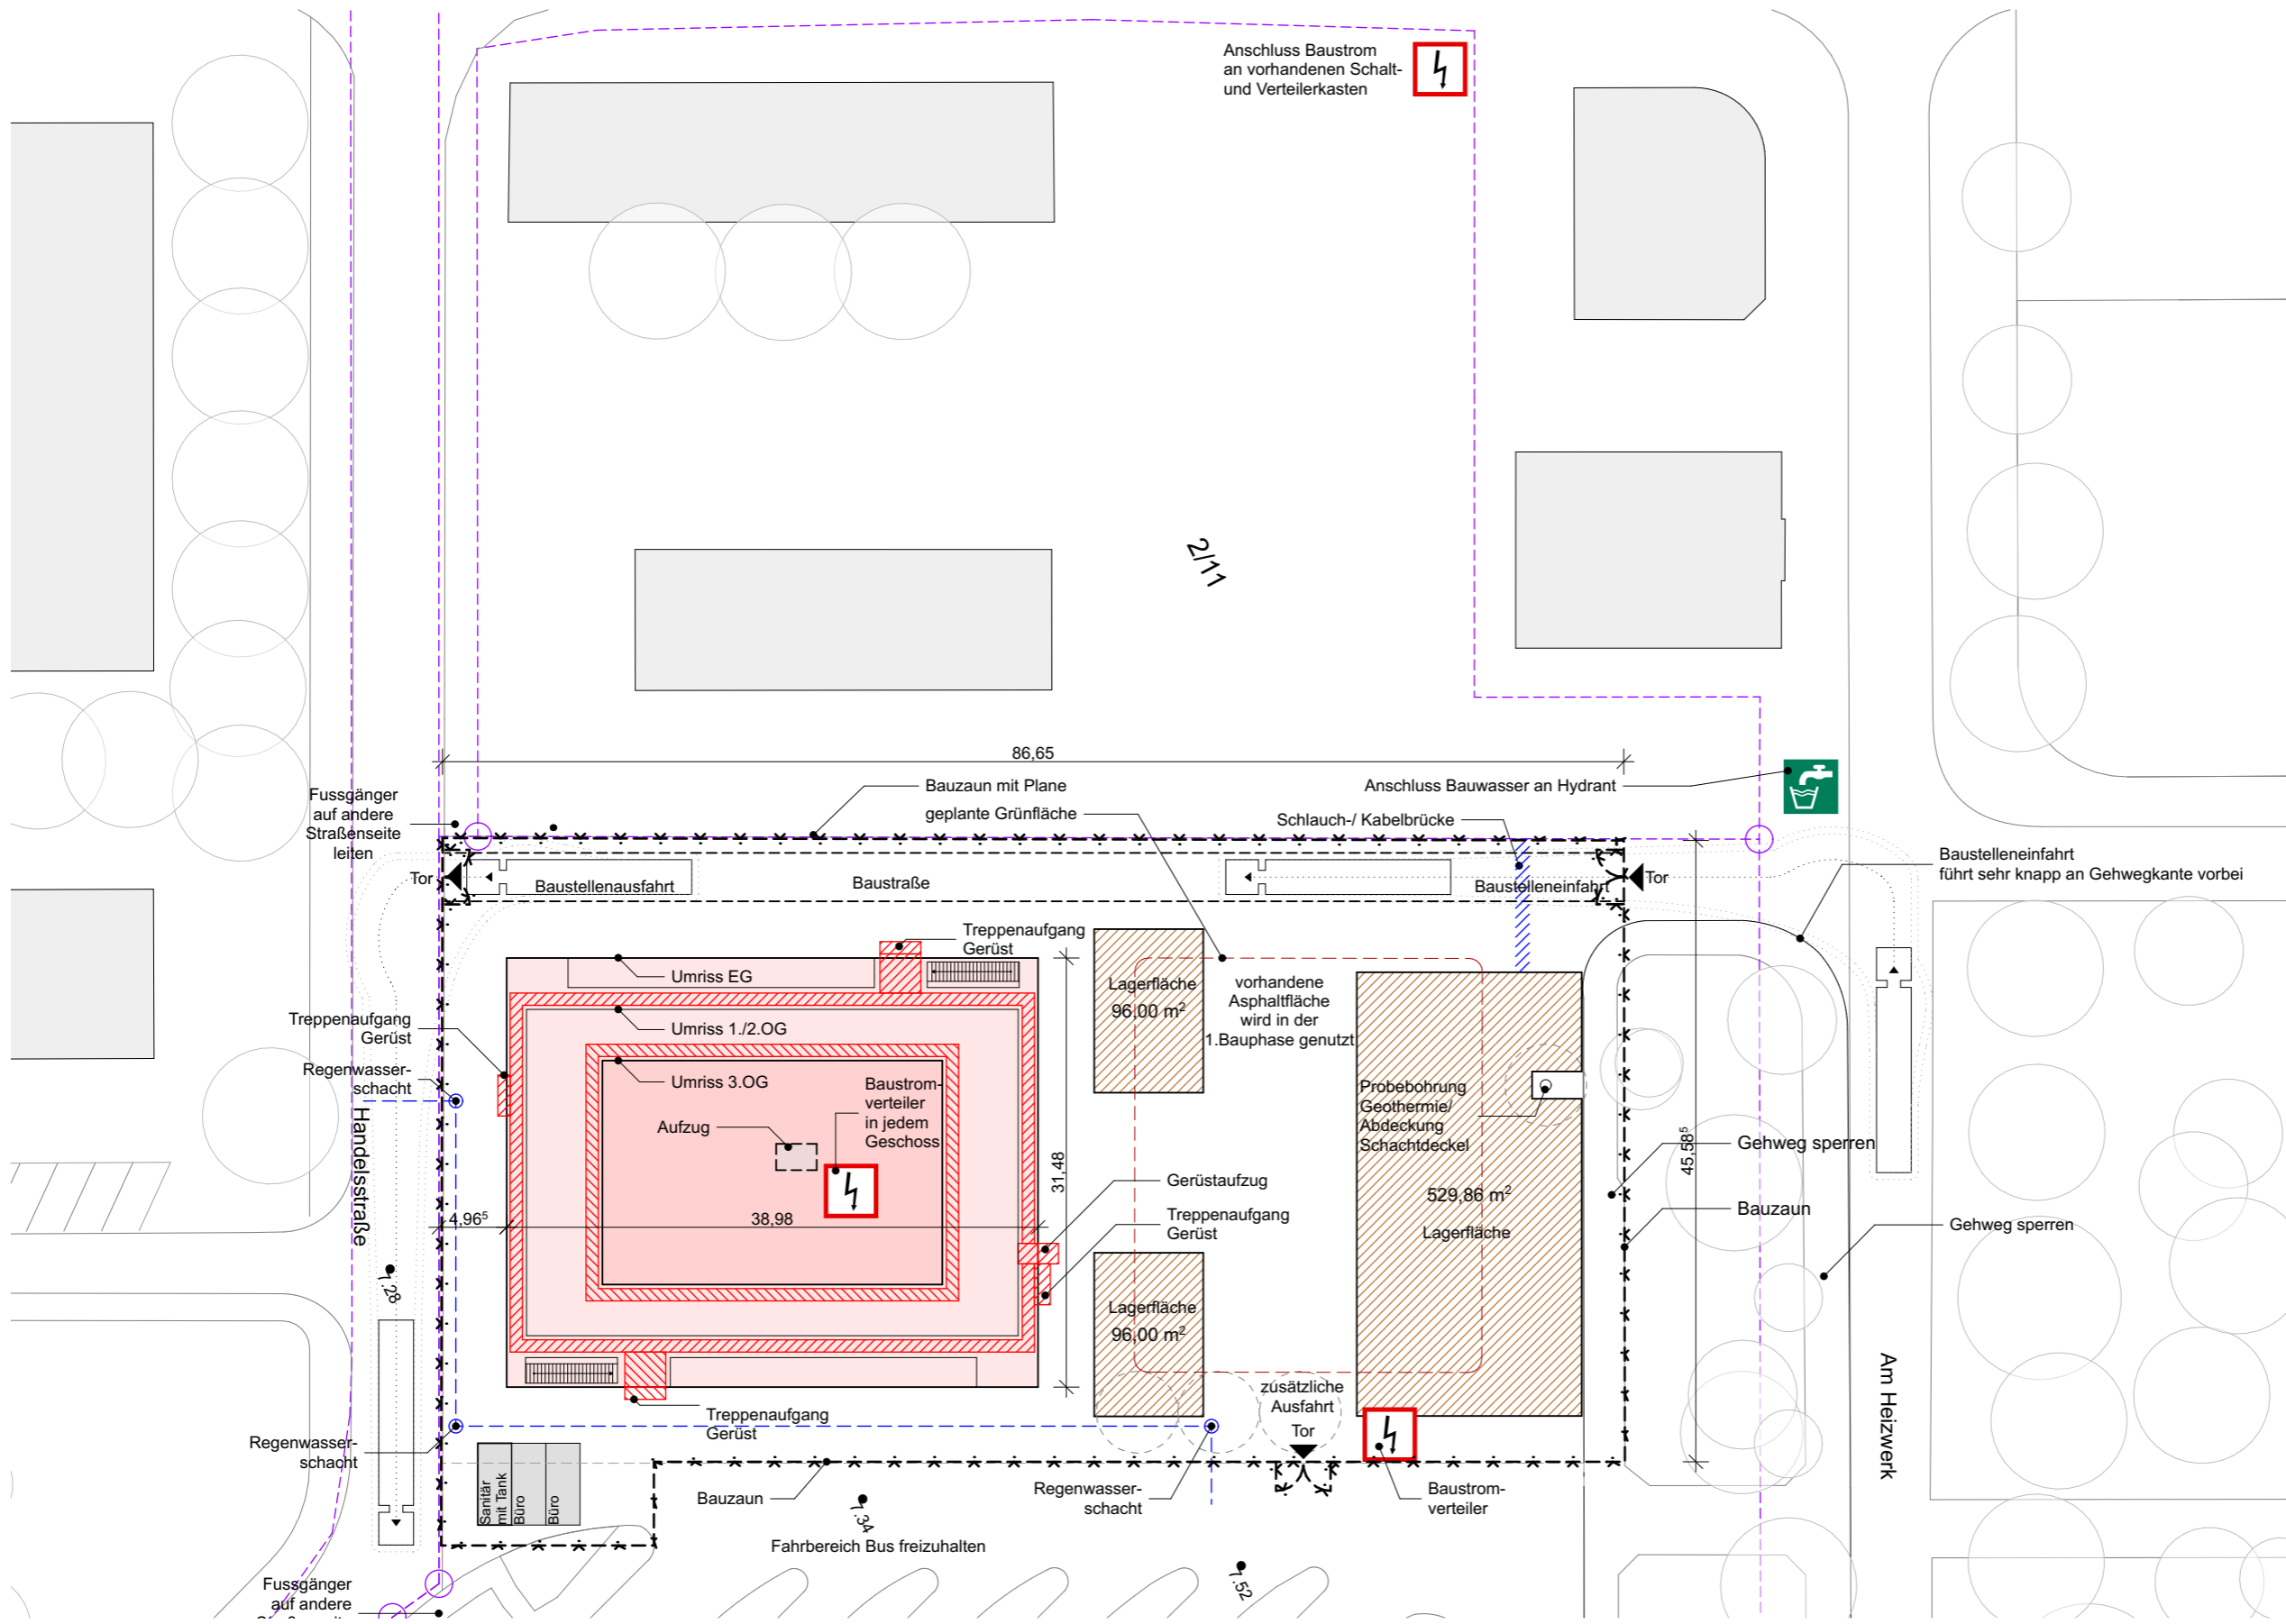 Anschluss Baustrom
an vorhandenen Schalt-
und Verteilerkasten
2/11
86,65
Bauzaun mit Plane
geplante Grünfläche
Anschluss Bauwasser an Hydrant
Schlauch-/ Kabelbrücke
Fussgänger
auf andere
Straßenseite
leiten
Tor
Baustellenausfahrt
Baustraße
Baustelleneinfahrt
Tor
Baustelleneinfahrt
führt sehr knapp an Gehwegkante vorbei
Treppenaufgang
Gerüst
Umriss EG
Umriss 1./2.OG
Umriss 3.OG
Treppenaufgang
Gerüst
Regenwasser-
schacht
Handelsstraße
Baustrom-
verteiler
in jedem
Geschoss
Aufzug
4,96⁵
38,98
31,48
Lagerfläche
96,00 m²
vorhandene
Asphaltfläche
wird in der
1.Bauphase genutzt
Probebohrung
Geothermie/
Abdeckung
Schachtdeckel
529,86 m²
Lagerfläche
45,58⁵
Gehweg sperren
Bauzaun
Gehweg sperren
Gerüstaufzug
Treppenaufgang
Gerüst
Lagerfläche
96,00 m²
7.28
zusätzliche
Ausfahrt
Tor
Treppenaufgang
Gerüst
Regenwasser-
schacht
Sanitär
mit Tank
Büro
Büro
Bauzaun
7.34
Fahrbereich Bus freizuhalten
Regenwasser-
schacht
Baustrom-
verteiler
7.52
Am Heizwerk
Fussgänger
auf andere